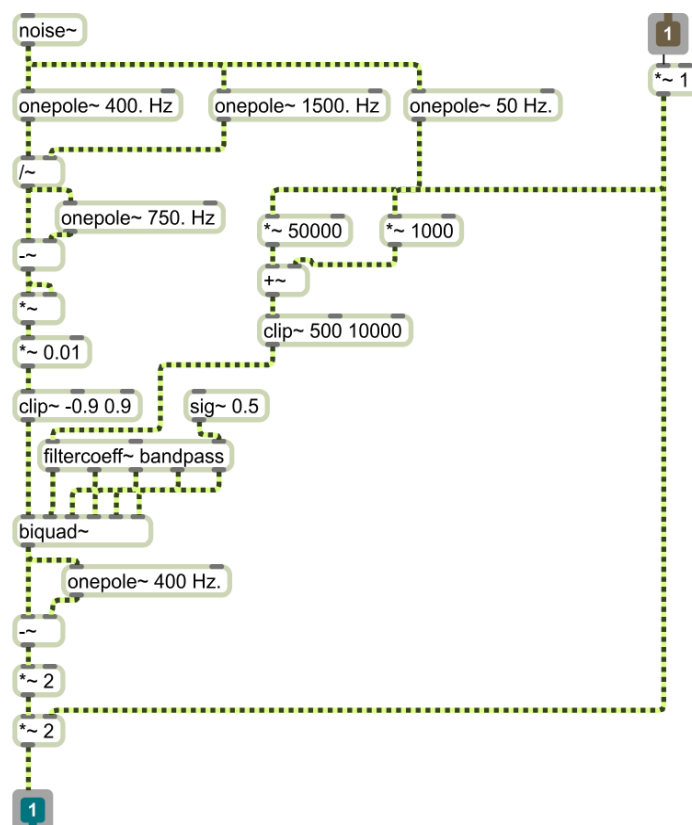 noise~
1
*~ 1
onepole~ 400. Hz
onepole~ 1500. Hz
onepole~ 50 Hz.
/~
onepole~ 750. Hz
*~ 50000
*~ 1000
-~
+~
*~
clip~ 500 10000
*~ 0.01
clip~ -0.9 0.9
sig~ 0.5
filtercoeff~ bandpass
biquad~
onepole~ 400 Hz.
-~
*~ 2
*~ 2
1